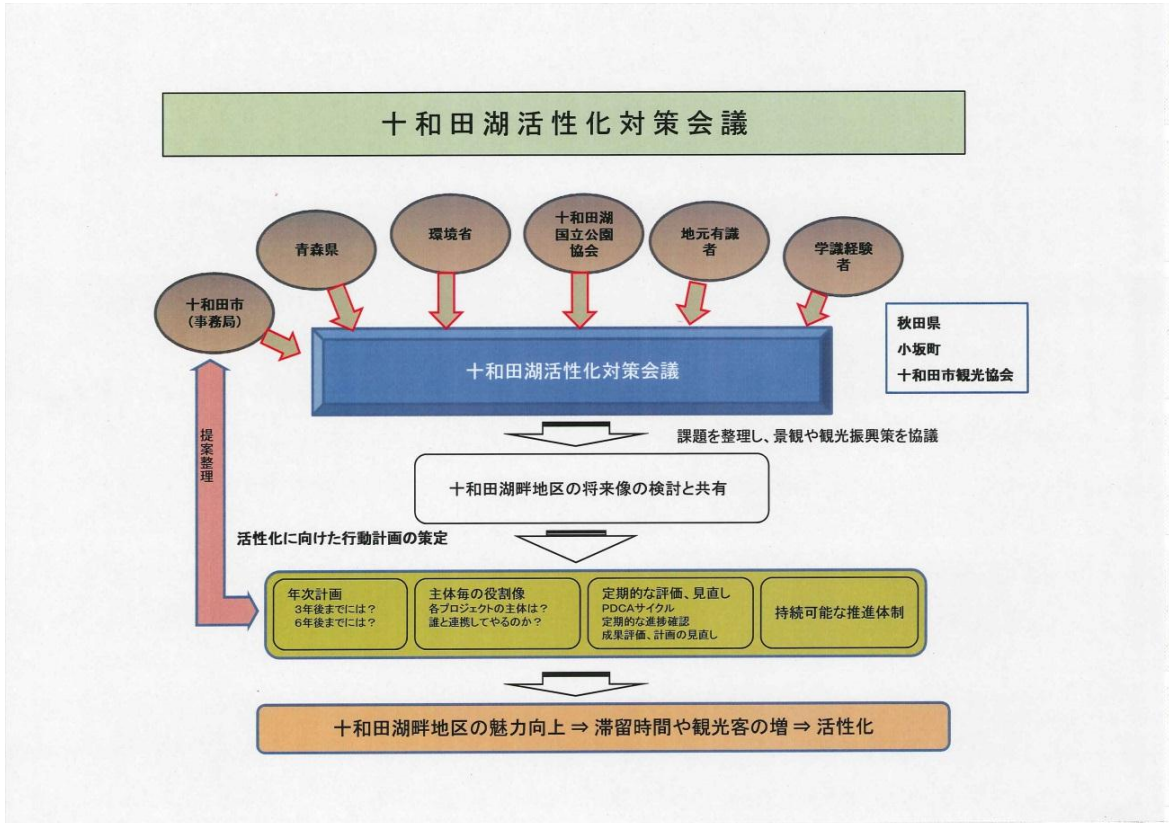 十和田湖活性化対策会議
青森県
環境省
十和田湖
国立公園
協会
地元有識
者
学識経験
者
十和田市
(事務局)
秋田県
小坂町
十和田市観光協会
十和田湖活性化対策会議
課題を整理し、景観や観光振興策を協議
提案整理
十和田湖畔地区の将来像の検討と共有
活性化に向けた行動計画の策定
年次計画
3年後までには?
6年後までには?
主体毎の役割像
各プロジェクトの主体は?
誰と連携してやるのか?
定期的な評価、見直し
PDCAサイクル
定期的な進捗確認
成果評価、計画の見直し
持続可能な推進体制
十和田湖畔地区の魅力向上 ⇒ 滞留時間や観光客の増 ⇒ 活性化